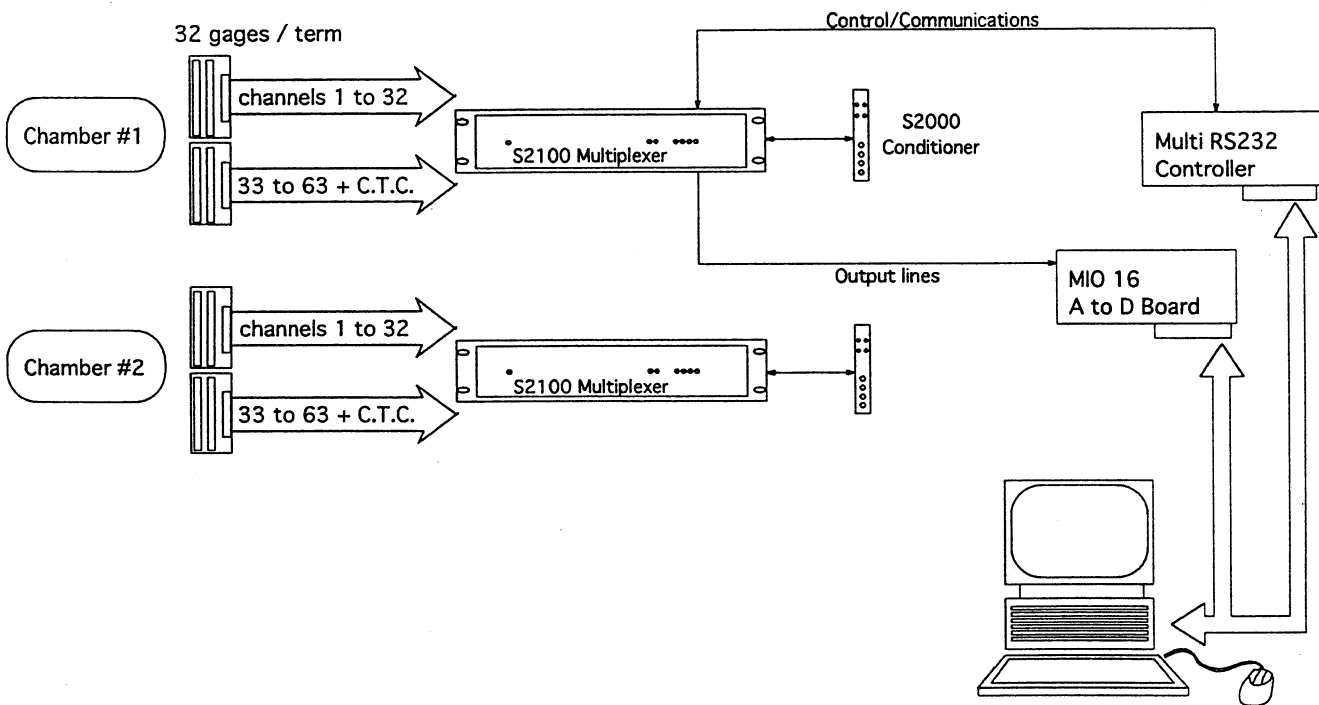 Control/Communications
32 gages / term
channels 1 to 32
Chamber #1
S2100 Multiplexer
S2000
Conditioner
Multi RS232
Controller
33 to 63 + C.T.C.
Output lines
MIO 16
A to D Board
channels 1 to 32
Chamber #2
S2100 Multiplexer
33 to 63 + C.T.C.